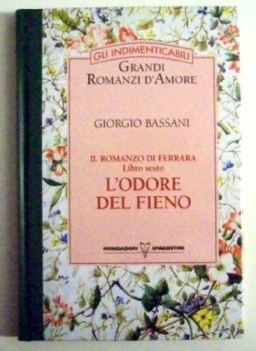 GLI INDIMENTICABILI
GRANDI
ROMANZI D'AMORE
GIORGIO BASSANI
IL ROMANZO DI FERRARA
Libro sesto
L'ODORE
DEL FIENO
MONDADORI DEAGOSTINI